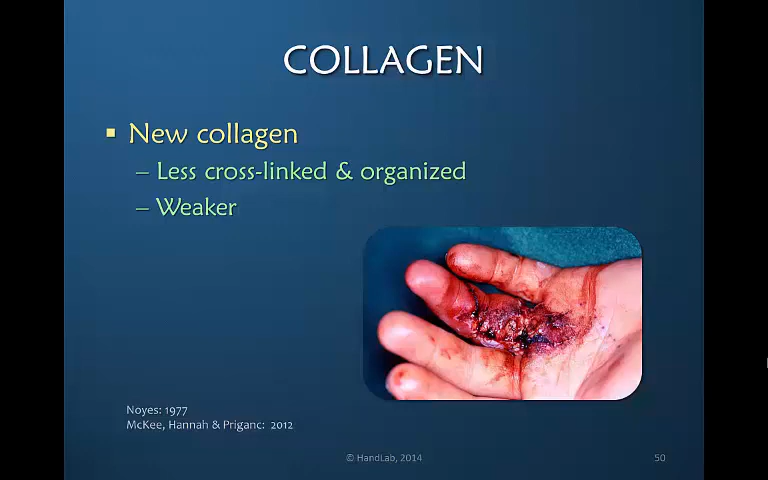 COLLAGEN
▪ New collagen
– Less cross-linked & organized
– Weaker
Noyes: 1977
McKee, Hannah & Priganc: 2012
© HandLab, 2014
50